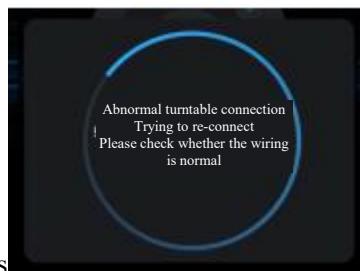 Abnormal turntable connection
Trying to re-connect
Please check whether the wiring
is normal
s